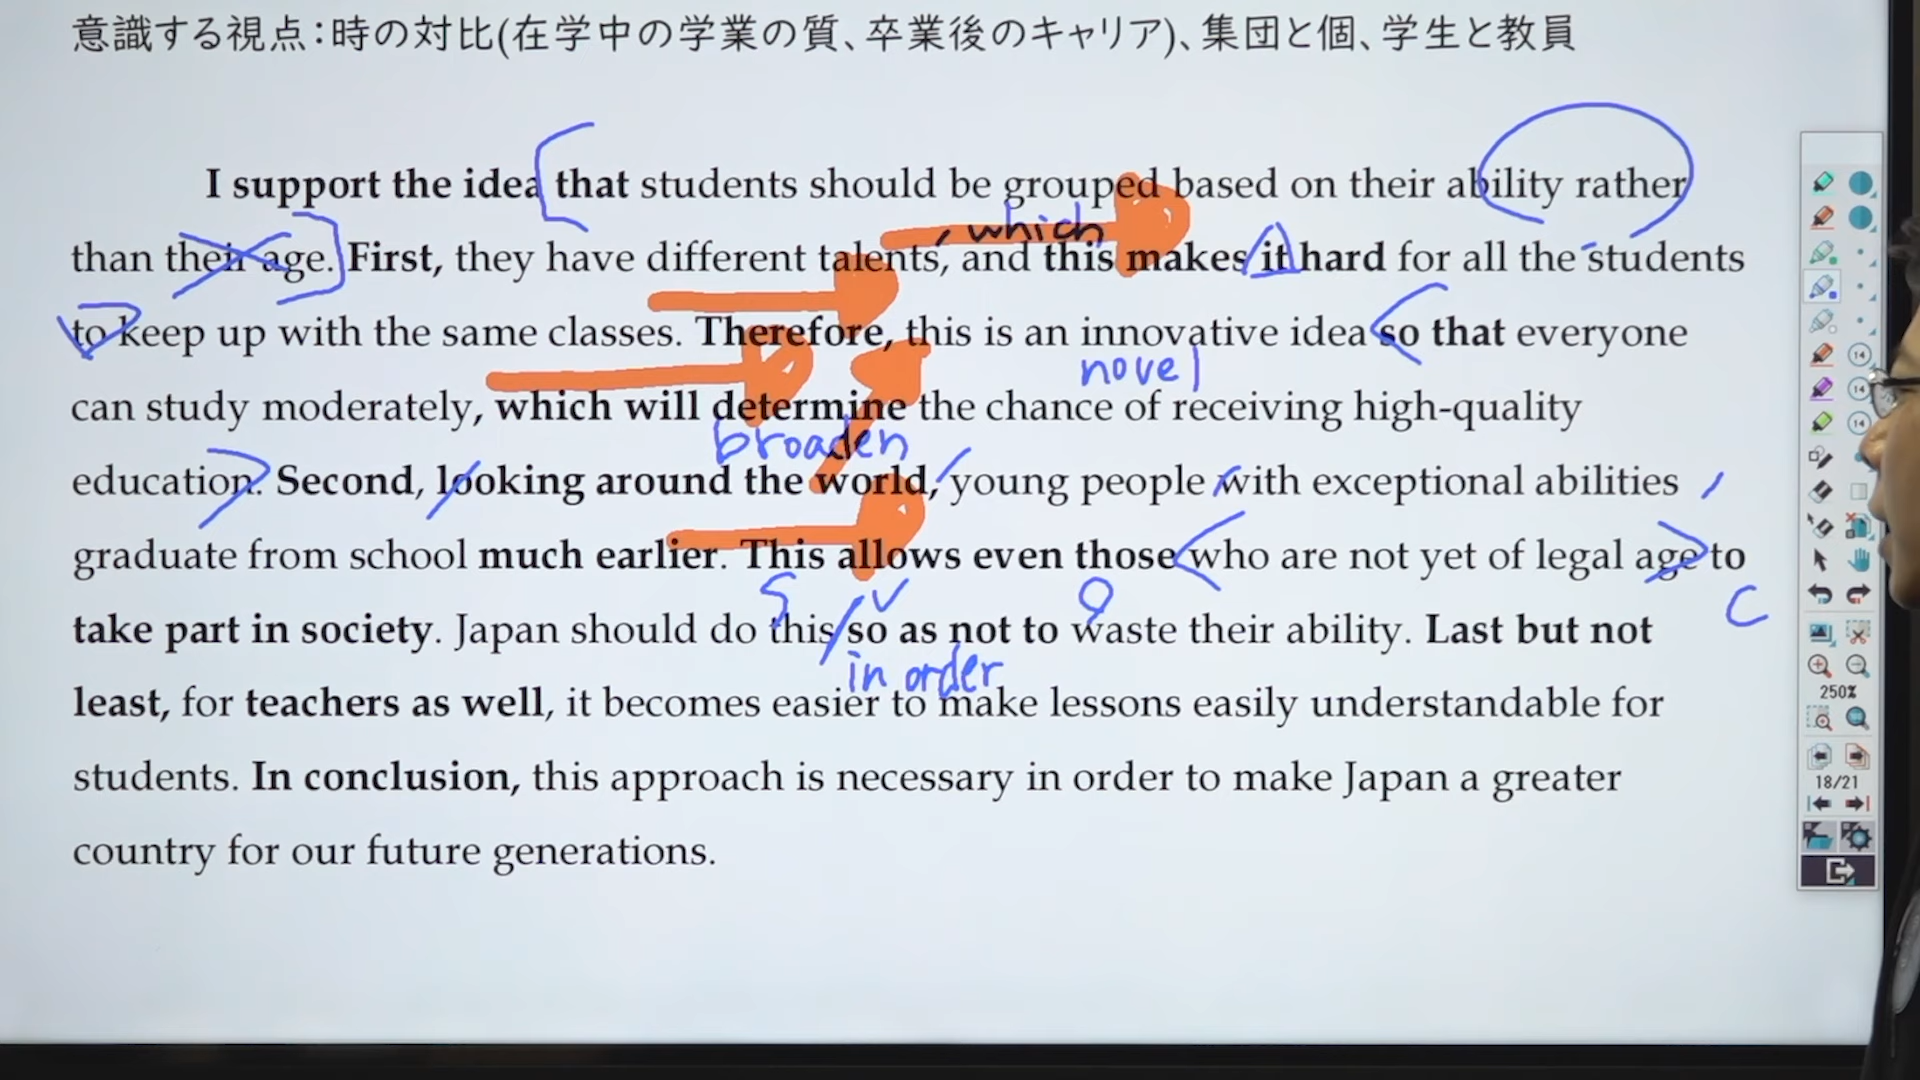 意識する視点:時の対比(在学中の学業の質、卒業後のキャリア)、集団と個、学生と教員
I support the idea that students should be grouped based on their ability rather
which
than their age. First, they have different talents, and this makes it hard for all the students
to keep up with the same classes. Therefore, this is an innovative idea so that everyone
novel
can study moderately, which will determine the chance of receiving high-quality
broaden
education. Second, looking around the world, young people with exceptional abilities
graduate from school much earlier. This allows even those who are not yet of legal age to
S V O C
take part in society. Japan should do this so as not to waste their ability. Last but not
in order
least, for teachers as well, it becomes easier to make lessons easily understandable for
students. In conclusion, this approach is necessary in order to make Japan a greater
country for our future generations.
14
14
14
250%
18/21